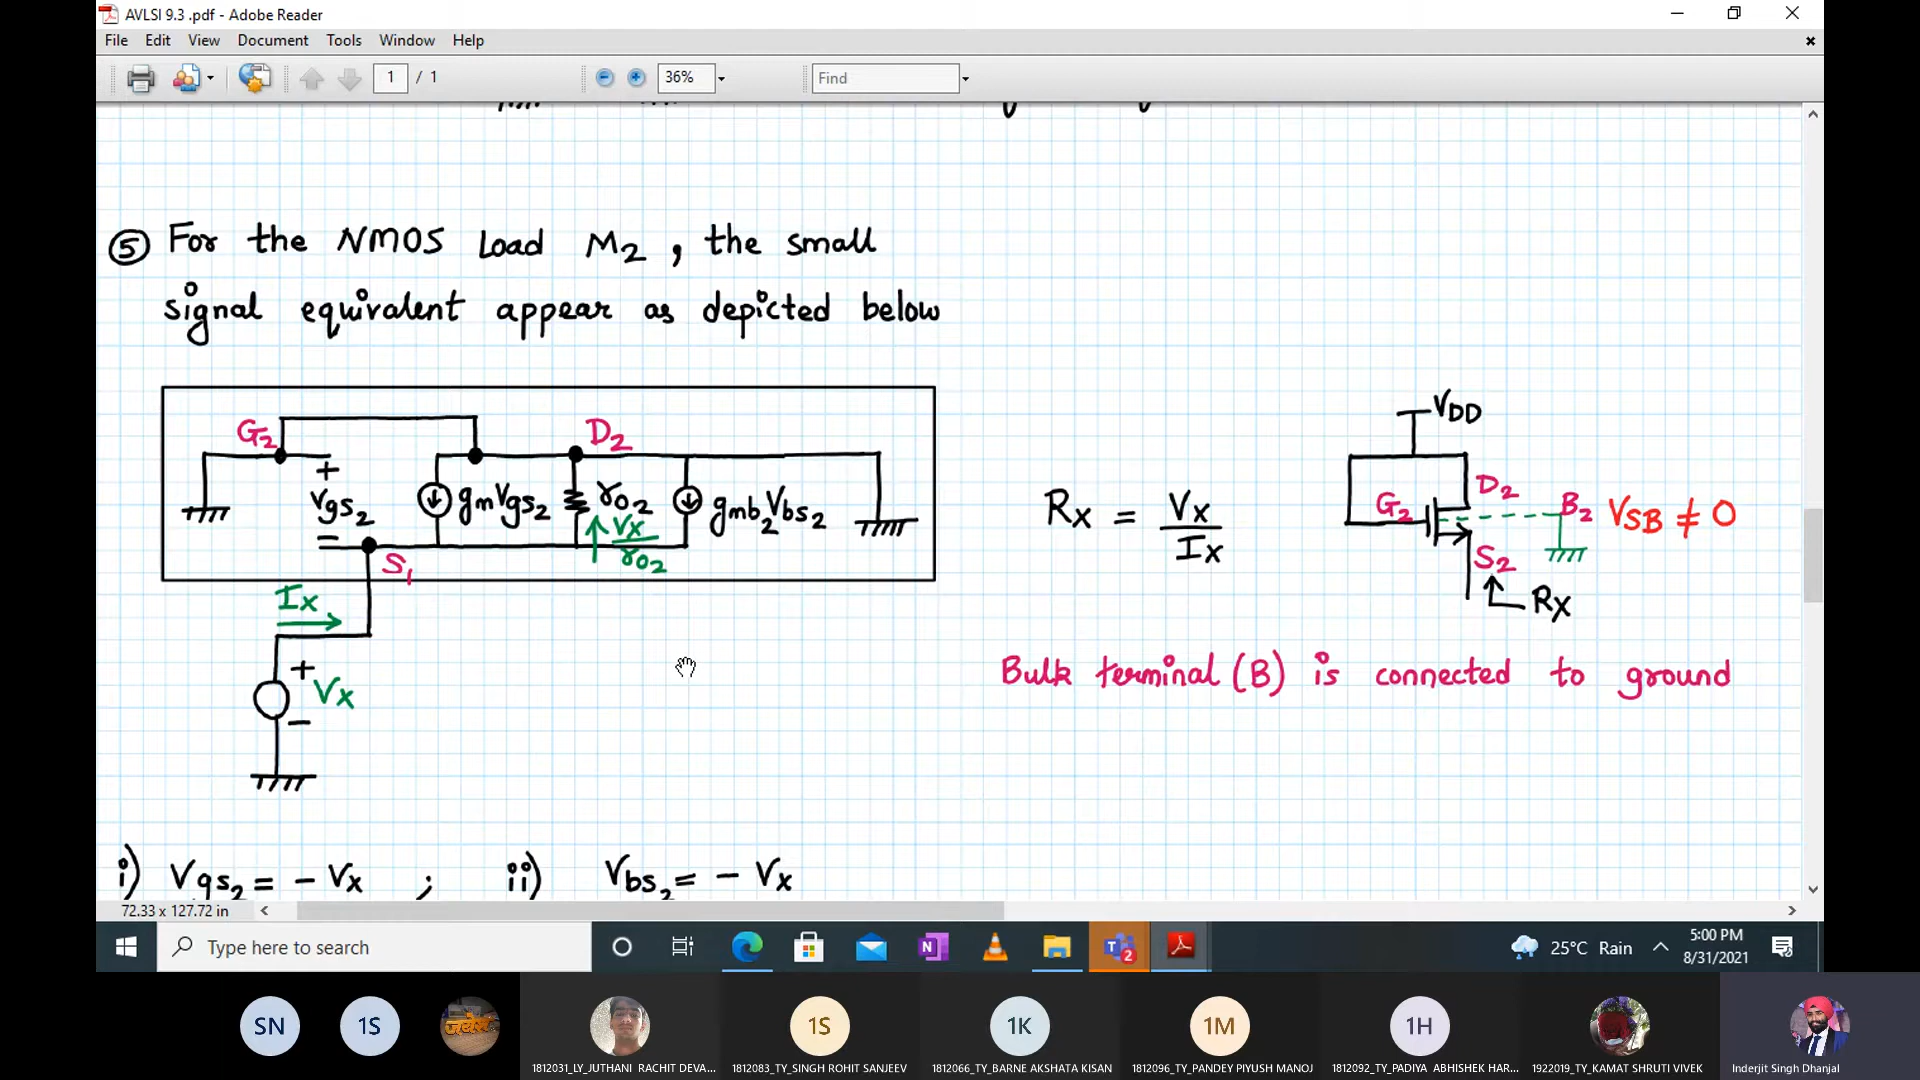 AVLSI 9.3 .pdf - Adobe Reader
File Edit View Document Tools Window Help
1 / 1 36% Find
⑤ For the NMOS Load M2 , the small
signal equivalent appear as depicted below
G2 D2
+
Vgs2
gmVgs2 ro2 gmb2Vbs2
Vx/ro2
S1
Ix
+
Vx
−
Rx = Vx/Ix
VDD
G2 D2 B2 VSB ≠ 0
S2
Rx
Bulk terminal (B) is connected to ground
i) Vgs2 = - Vx ; ii) Vbs2 = - Vx
72.33 x 127.72 in
Type here to search
25°C Rain
5:00 PM
8/31/2021
2
SN 1S जयोस्तु 1S 1K 1M 1H
1812031_LY_JUTHANI RACHIT DEVA... 1812083_TY_SINGH ROHIT SANJEEV 1812066_TY_BARNE AKSHATA KISAN 1812096_TY_PANDEY PIYUSH MANOJ 1812092_TY_PADIYA ABHISHEK HAR... 1922019_TY_KAMAT SHRUTI VIVEK Inderjit Singh Dhanjal